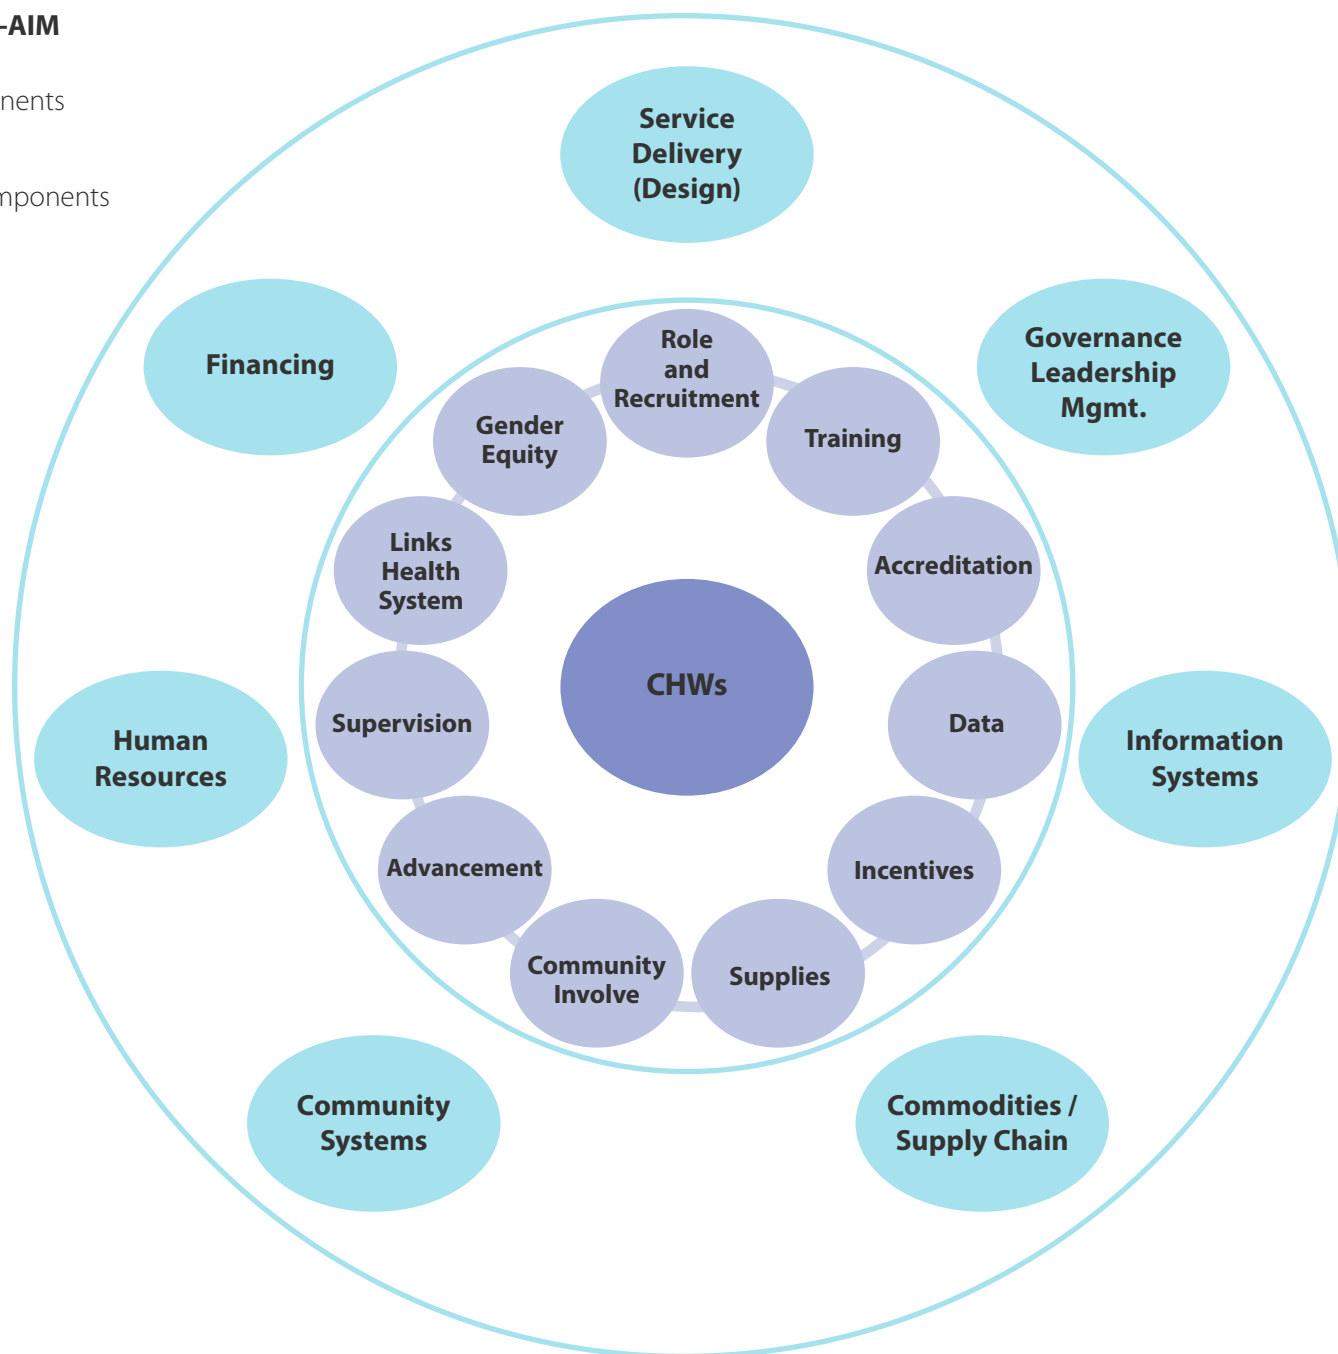 -AIM
nents
mponents
Service
Delivery
(Design)
Financing
Governance
Leadership
Mgmt.
Role
and
Recruitment
Gender
Equity
Training
Links
Health
System
Accreditation
CHWs
Supervision
Data
Human
Resources
Information
Systems
Advancement
Incentives
Community
Involve
Supplies
Community
Systems
Commodities /
Supply Chain